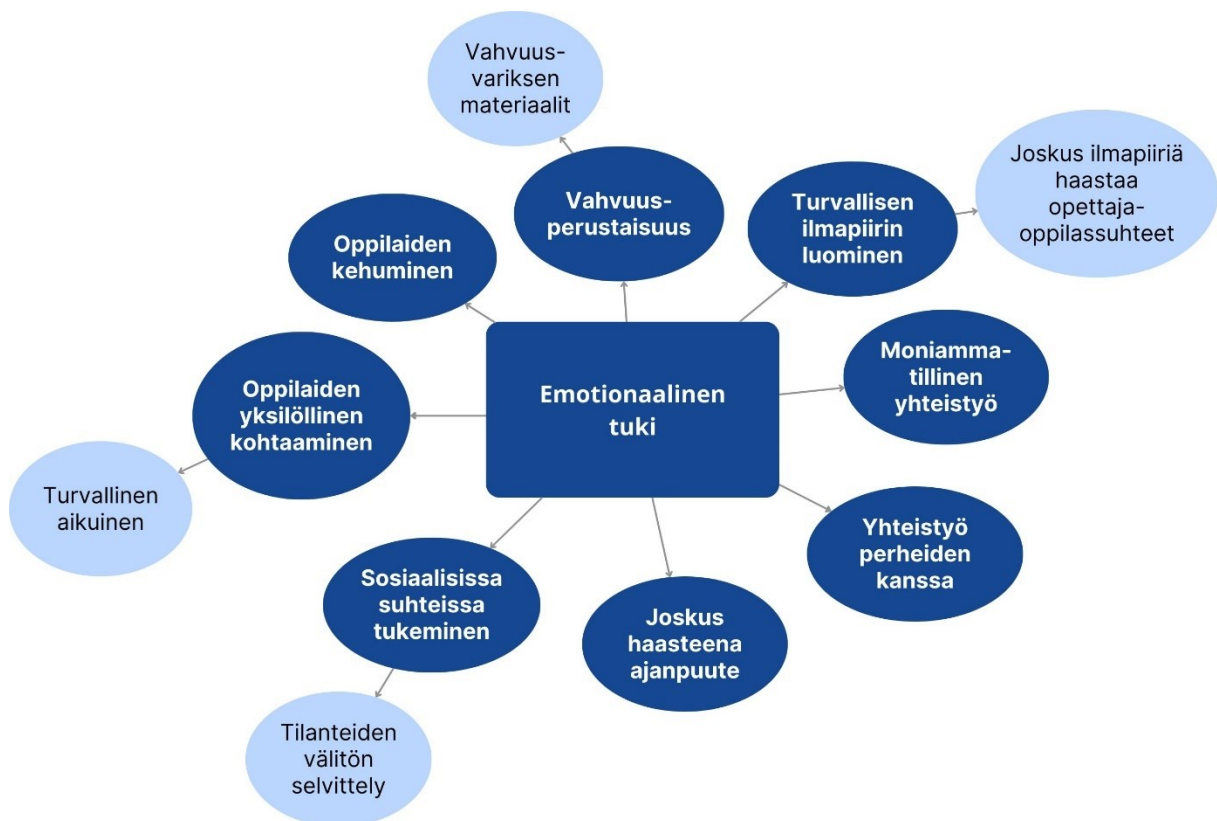 Vahvuus-
variksen
materiaalit
Joskus ilmapiiriä
haastaa
opettaja-
oppilassuhteet
Vahvuus-
perustaisuus
Turvallisen
ilmapiirin
luominen
Oppilaiden
kehuminen
Moniamma-
tillinen
yhteistyö
Emotionaalinen
tuki
Oppilaiden
yksilöllinen
kohtaaminen
Turvallinen
aikuinen
Yhteistyö
perheiden
kanssa
Sosiaalisissa
suhteissa
tukeminen
Joskus
haasteena
ajanpuute
Tilanteiden
välitön
selvittely